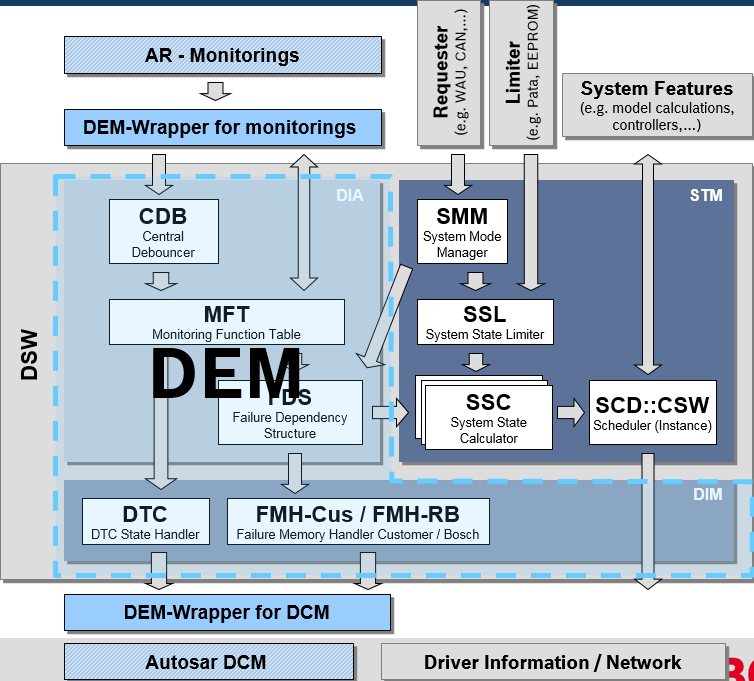 AR - Monitorings
DEM-Wrapper for monitorings
Requester
(e.g. WAU, CAN,...)
Limiter
(e.g. Pata, EEPROM)
System Features
(e.g. model calculations,
controllers,...)
DSW
DIA
STM
CDB
Central
Debouncer
SMM
System Mode
Manager
MFT
Monitoring Function Table
SSL
System State Limiter
DEM
FDS
Failure Dependency
Structure
SSC
System State
Calculator
SCD::CSW
Scheduler (Instance)
DIM
DTC
DTC State Handler
FMH-Cus / FMH-RB
Failure Memory Handler Customer / Bosch
DEM-Wrapper for DCM
Autosar DCM
Driver Information / Network